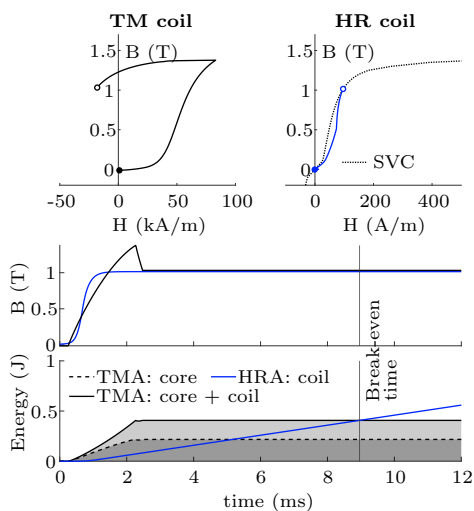 TM coil
HR coil
B (T)
B (T)
1.5
1
0.5
0
1.5
1
0.5
0
SVC
-50
0
50
100
0
200
400
H (kA/m)
H (A/m)
B (T)
1
0.5
0
Energy (J)
1
0.5
0
TMA: core
HRA: coil
TMA: core + coil
Break-even
time
0
2
4
6
8
10
12
time (ms)